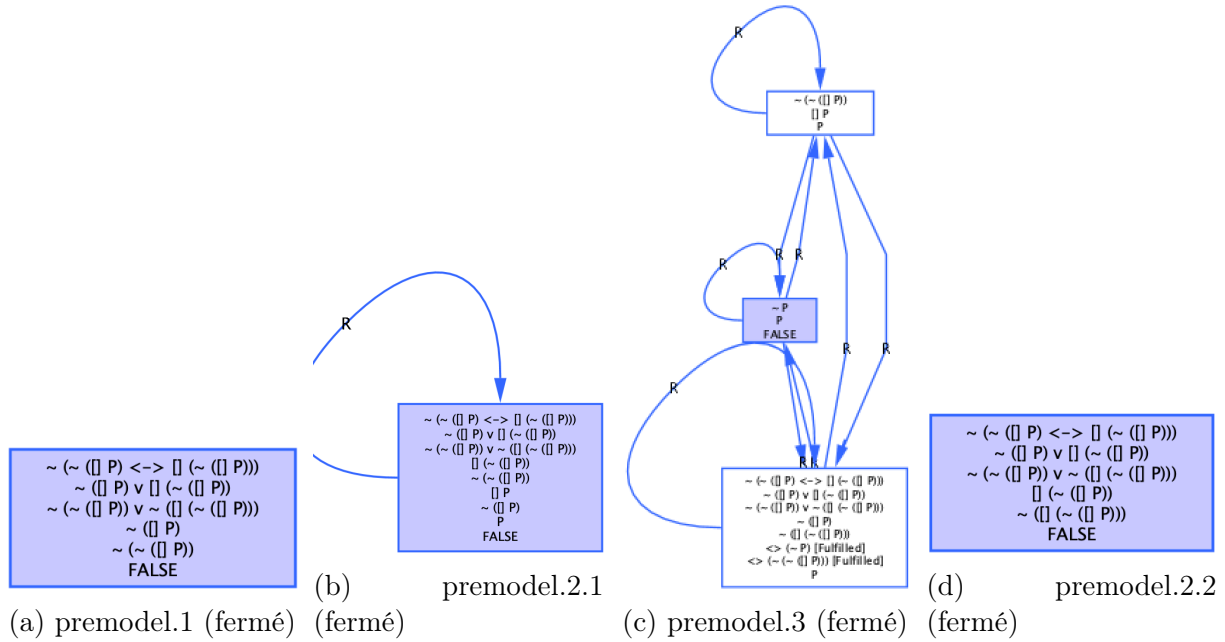 R
~ (~ ([] P))
[] P
P
R
R
R
~ P
P
FALSE
R
R
R
R
R
R
~ (~ ([] P) <-> [] (~ ([] P)))
~ ([] P) v [] (~ ([] P))
~ (~ ([] P)) v ~ ([] (~ ([] P)))
~ ([] P)
~ ([] (~ ([] P)))
<> (~ P) [Fulfilled]
<> (~ (~ ([] P))) [Fulfilled]
P
R
~ (~ ([] P) <-> [] (~ ([] P)))
~ ([] P) v [] (~ ([] P))
~ (~ ([] P)) v ~ ([] (~ ([] P)))
[] (~ ([] P))
~ (~ ([] P))
[] P
~ ([] P)
P
FALSE
~ (~ ([] P) <-> [] (~ ([] P)))
~ ([] P) v [] (~ ([] P))
~ (~ ([] P)) v ~ ([] (~ ([] P)))
[] (~ ([] P))
~ ([] (~ ([] P)))
FALSE
~ (~ ([] P) <-> [] (~ ([] P)))
~ ([] P) v [] (~ ([] P))
~ (~ ([] P)) v ~ ([] (~ ([] P)))
~ ([] P)
~ (~ ([] P))
FALSE
(a) premodel.1 (fermé)
(b) premodel.2.1
(fermé)
(c) premodel.3 (fermé)
(d) premodel.2.2
(fermé)